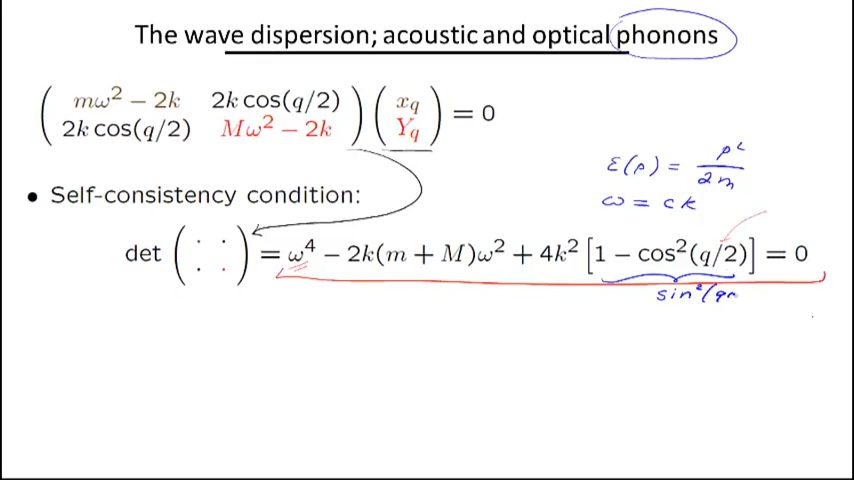 The wave dispersion; acoustic and optical phonons
( mω² − 2k   2k cos(q/2) ) ( x_q ) = 0
( 2k cos(q/2)   Mω² − 2k ) ( Y_q )
ε(p) = p²/2m
ω = ck
• Self-consistency condition:
det ( · · ; · · ) = ω⁴ − 2k(m + M)ω² + 4k² [1 − cos²(q/2)] = 0
sin²(q